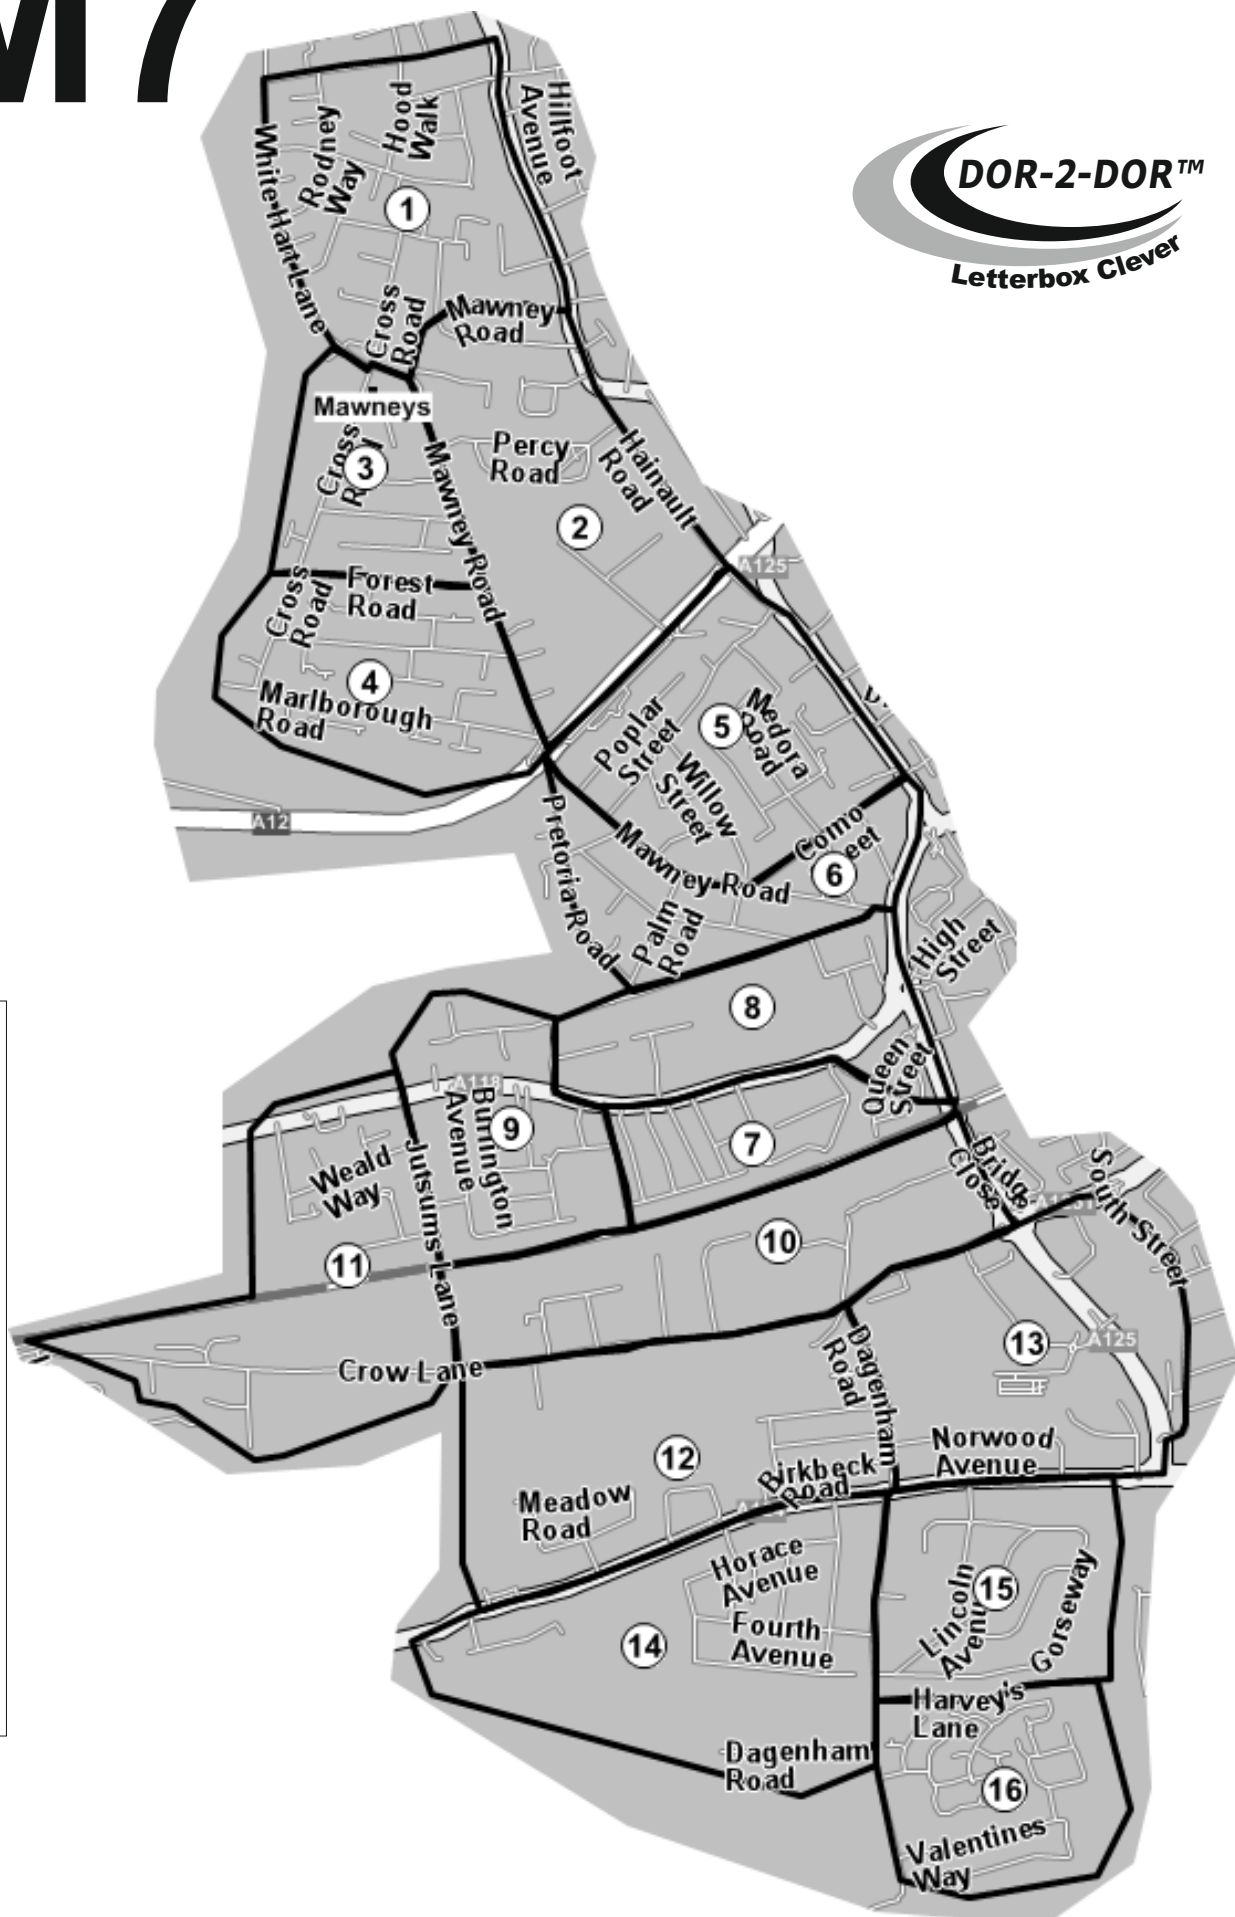 M7
DOR-2-DOR™
Letterbox Clever
Hillfoot
Avenue
Hood
Walk
Rodney
Way
White Hart Lane
1
Cross
Road
Mawney
Road
Mawneys
Cross
3
Percy
Road
Hainault
Road
Mawney Road
2
A125
Forest
Road
Cross
Road
4
Marlborough
Road
5
Medora
Road
Poplar
Street
Willow
Street
A12
Pretoria Road
Mawney Road
Como
6
Palm
Road
High
Street
8
Queen
Street
A118
Burlington
Avenue
9
7
Weald
Way
Jutsums Lane
Bridge
Close
South Street
10
11
13
A125
Crow Lane
Dagenham
Road
12
Norwood
Avenue
Birkbeck
Road
Meadow
Road
Horace
Avenue
15
Lincoln
Avenue
Gorseway
Fourth
Avenue
14
Harvey's
Lane
Dagenham
Road
16
Valentines
Way